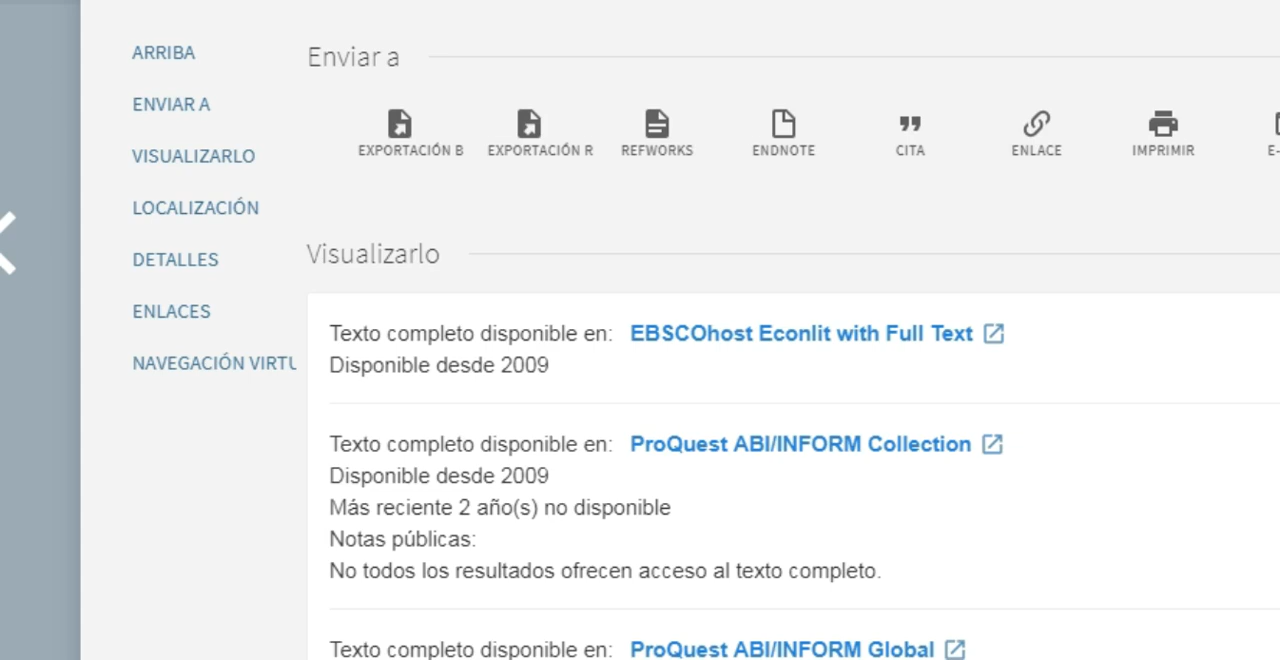 ARRIBA
ENVIAR A
VISUALIZARLO
LOCALIZACIÓN
DETALLES
ENLACES
NAVEGACIÓN VIRTU
Enviar a
EXPORTACIÓN B
EXPORTACIÓN R
REFWORKS
ENDNOTE
CITA
ENLACE
IMPRIMIR
E-
Visualizarlo
Texto completo disponible en: EBSCOhost Econlit with Full Text
Disponible desde 2009
Texto completo disponible en: ProQuest ABI/INFORM Collection
Disponible desde 2009
Más reciente 2 año(s) no disponible
Notas públicas:
No todos los resultados ofrecen acceso al texto completo.
Texto completo disponible en: ProQuest ABI/INFORM Global